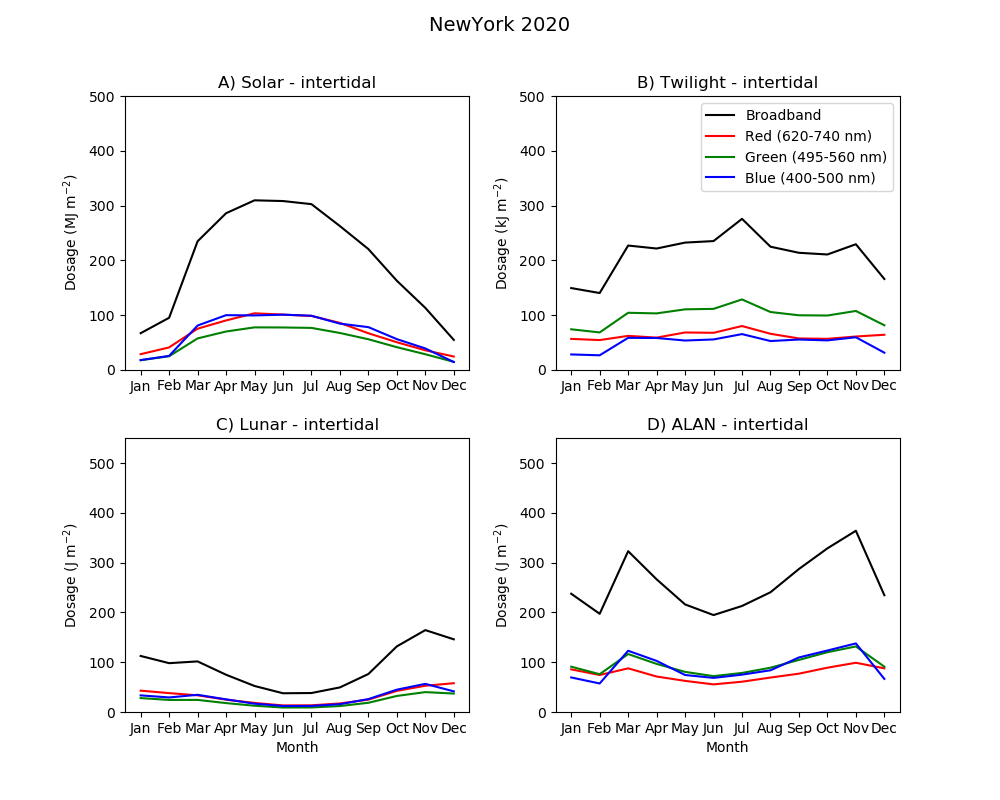 NewYork 2020
A) Solar - intertidal
500
400
300
200
100
0
Dosage (MJ m⁻²)
Jan Feb Mar Apr May Jun Jul Aug Sep Oct Nov Dec
B) Twilight - intertidal
500
400
300
200
100
0
Dosage (kJ m⁻²)
Broadband
Red (620-740 nm)
Green (495-560 nm)
Blue (400-500 nm)
Jan Feb Mar Apr May Jun Jul Aug Sep Oct Nov Dec
C) Lunar - intertidal
500
400
300
200
100
0
Dosage (J m⁻²)
Jan Feb Mar Apr May Jun Jul Aug Sep Oct Nov Dec
Month
D) ALAN - intertidal
500
400
300
200
100
0
Dosage (J m⁻²)
Jan Feb Mar Apr May Jun Jul Aug Sep Oct Nov Dec
Month